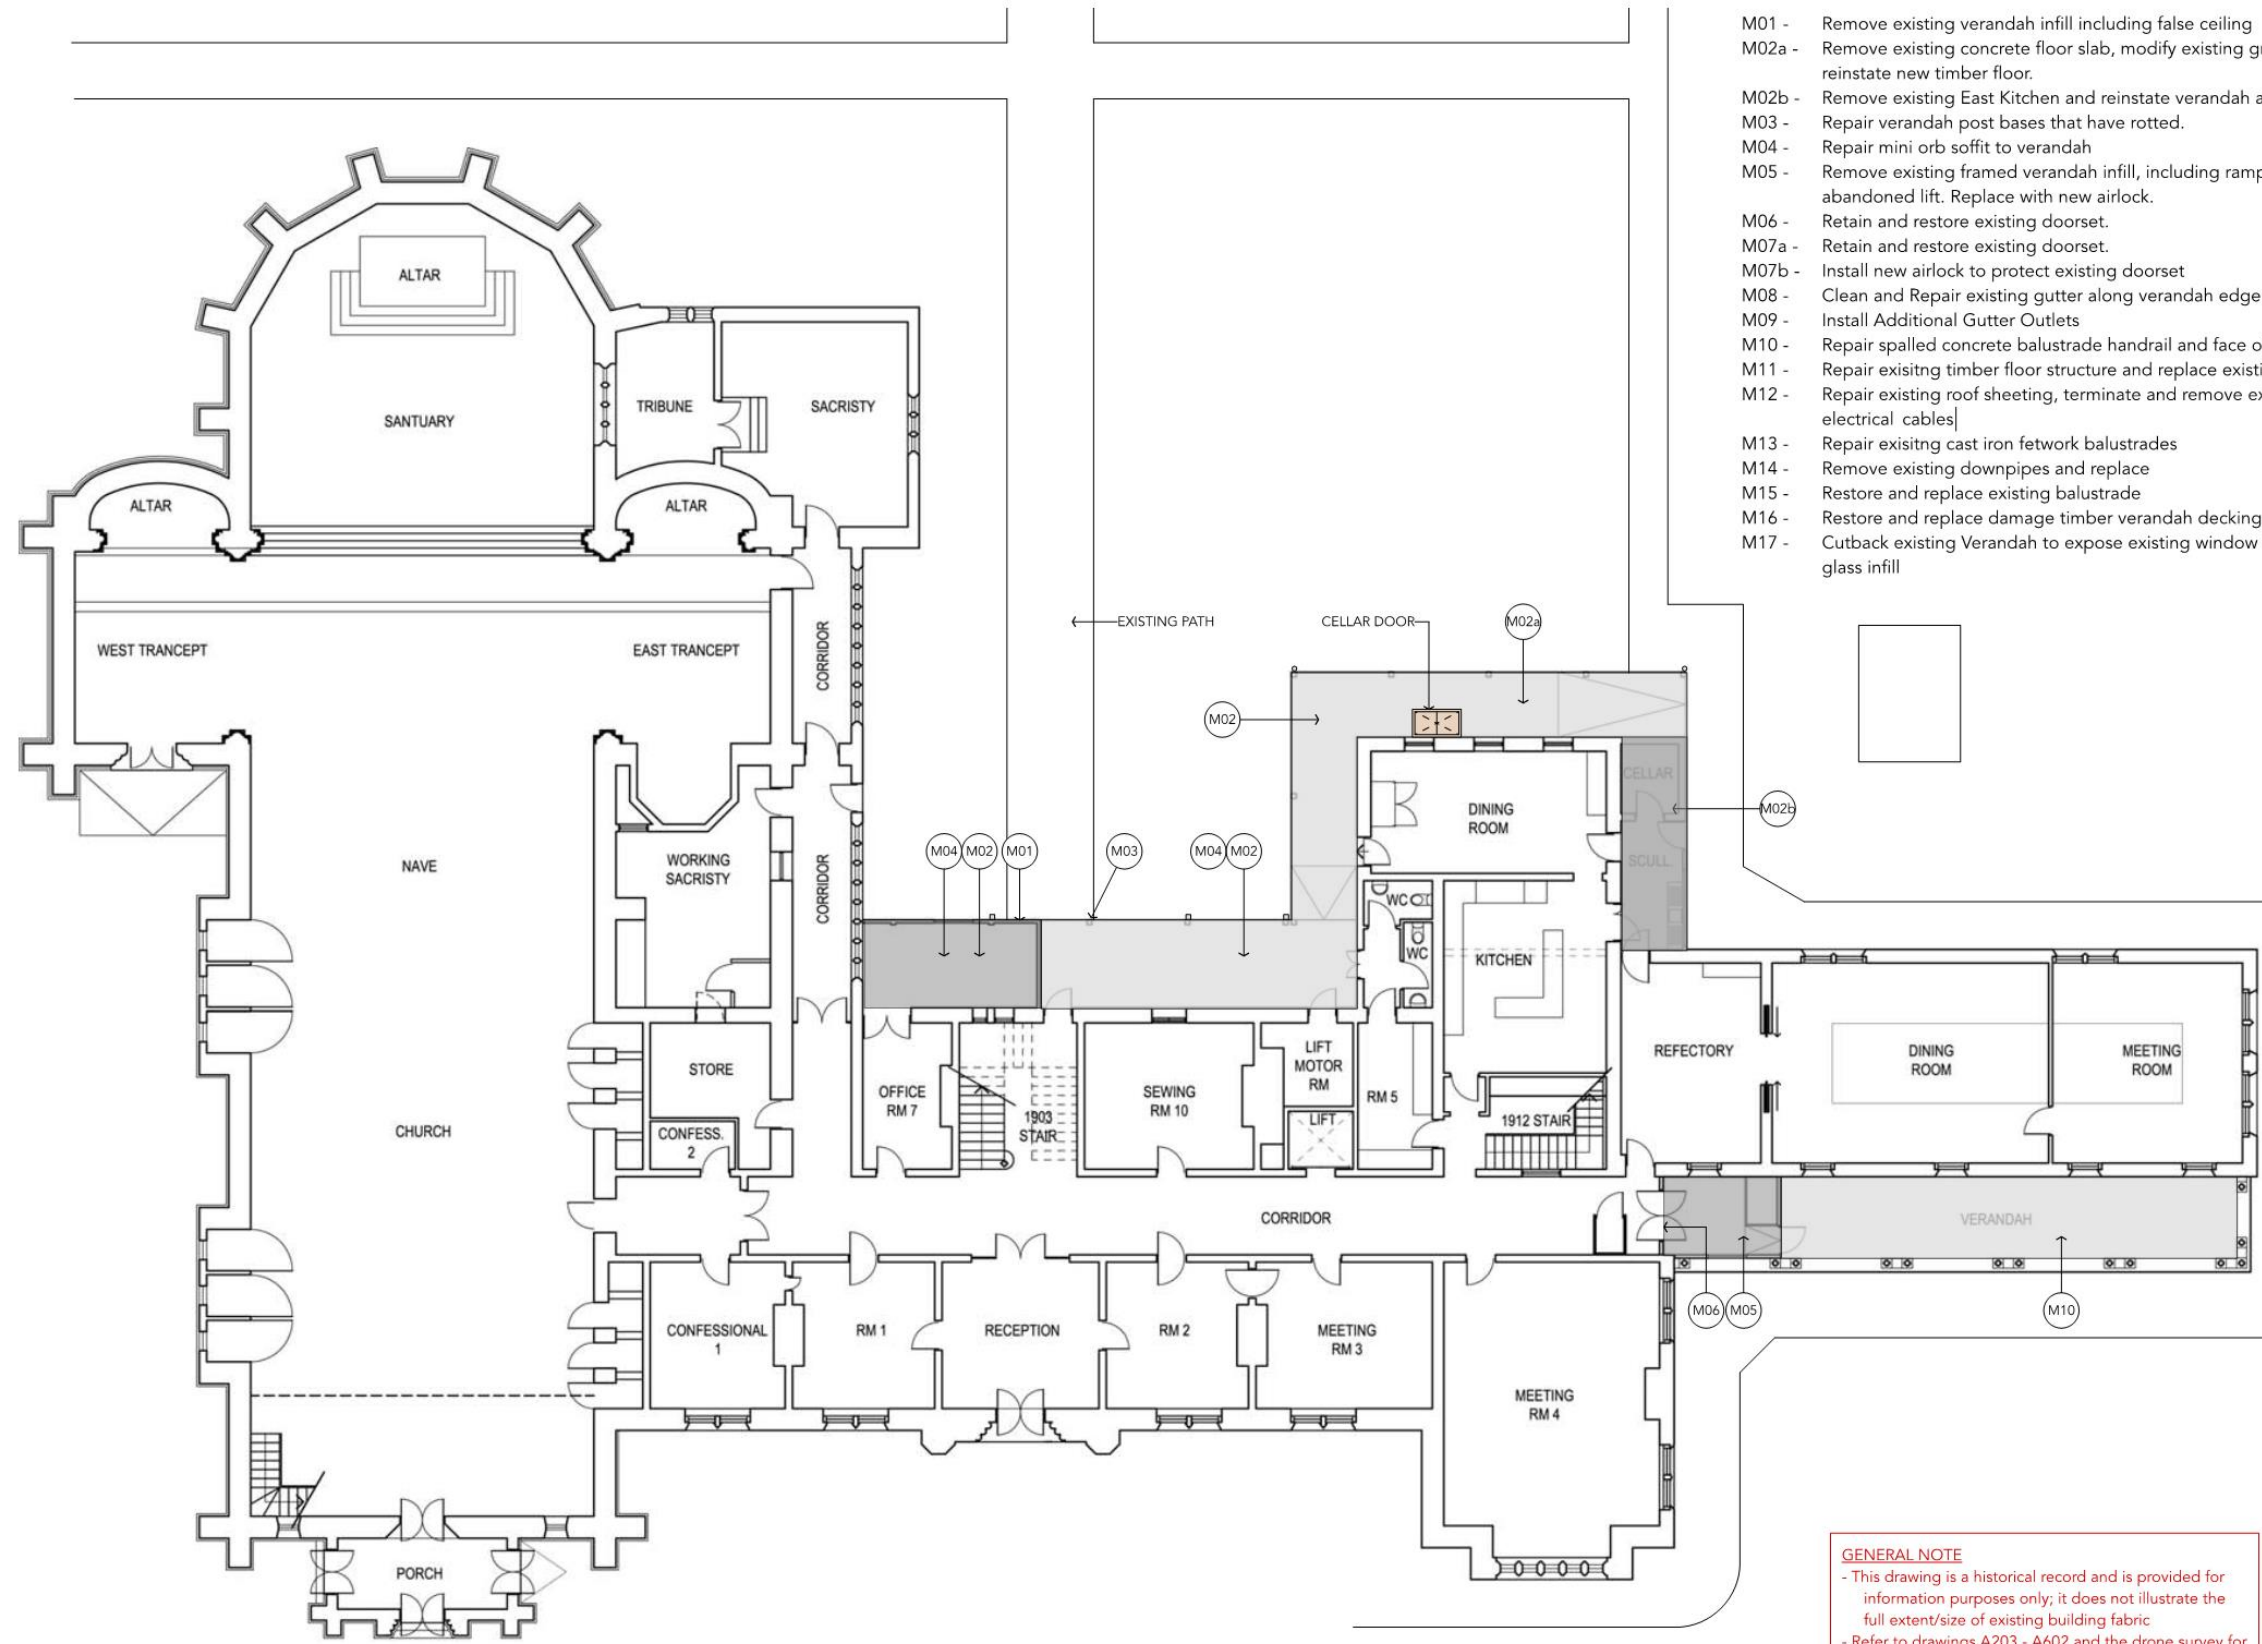 M01 - Remove existing verandah infill including false ceiling
M02a - Remove existing concrete floor slab, modify existing
reinstate new timber floor.
M02b - Remove existing East Kitchen and reinstate verandah
M03 - Repair verandah post bases that have rotted.
M04 - Repair mini orb soffit to verandah
M05 - Remove existing framed verandah infill, including ramp
abandoned lift. Replace with new airlock.
M06 - Retain and restore existing doorset.
M07a - Retain and restore existing doorset.
M07b - Install new airlock to protect existing doorset
M08 - Clean and Repair existing gutter along verandah edge
M09 - Install Additional Gutter Outlets
M10 - Repair spalled concrete balustrade handrail and face
M11 - Repair exisitng timber floor structure and replace
M12 - Repair existing roof sheeting, terminate and remove
electrical cables
M13 - Repair exisitng cast iron fetwork balustrades
M14 - Remove existing downpipes and replace
M15 - Restore and replace existing balustrade
M16 - Restore and replace damage timber verandah decking
M17 - Cutback existing Verandah to expose existing window
glass infill
ALTAR
SANTUARY
TRIBUNE
SACRISTY
ALTAR
ALTAR
WEST TRANCEPT
EAST TRANCEPT
CORRIDOR
EXISTING PATH
CELLAR DOOR
M02a
M02
CELLAR
DINING
ROOM
M02b
SCULL.
NAVE
WORKING
SACRISTY
CORRIDOR
M04
M02
M01
M03
M04
M02
WC
WC
KITCHEN
STORE
OFFICE
RM 7
1903
STAIR
SEWING
RM 10
LIFT
MOTOR
RM
LIFT
RM 5
1912 STAIR
REFECTORY
DINING
ROOM
MEETING
ROOM
CHURCH
CONFESS.
2
CORRIDOR
VERANDAH
M06
M05
M10
CONFESSIONAL
1
RM 1
RECEPTION
RM 2
MEETING
RM 3
MEETING
RM 4
PORCH
GENERAL NOTE
- This drawing is a historical record and is provided for
information purposes only; it does not illustrate the
full extent/size of existing building fabric
- Refer to drawings A203 - A602 and the drone survey for